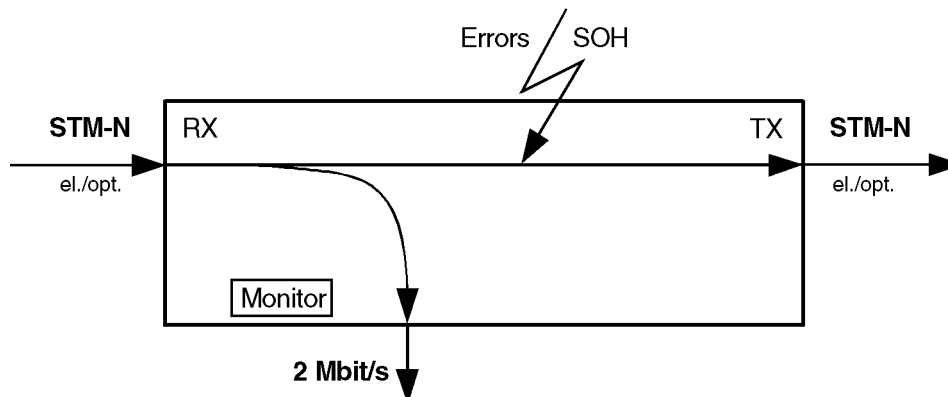 Errors SOH
STM-N RX TX STM-N
el./opt. el./opt.
Monitor
2 Mbit/s